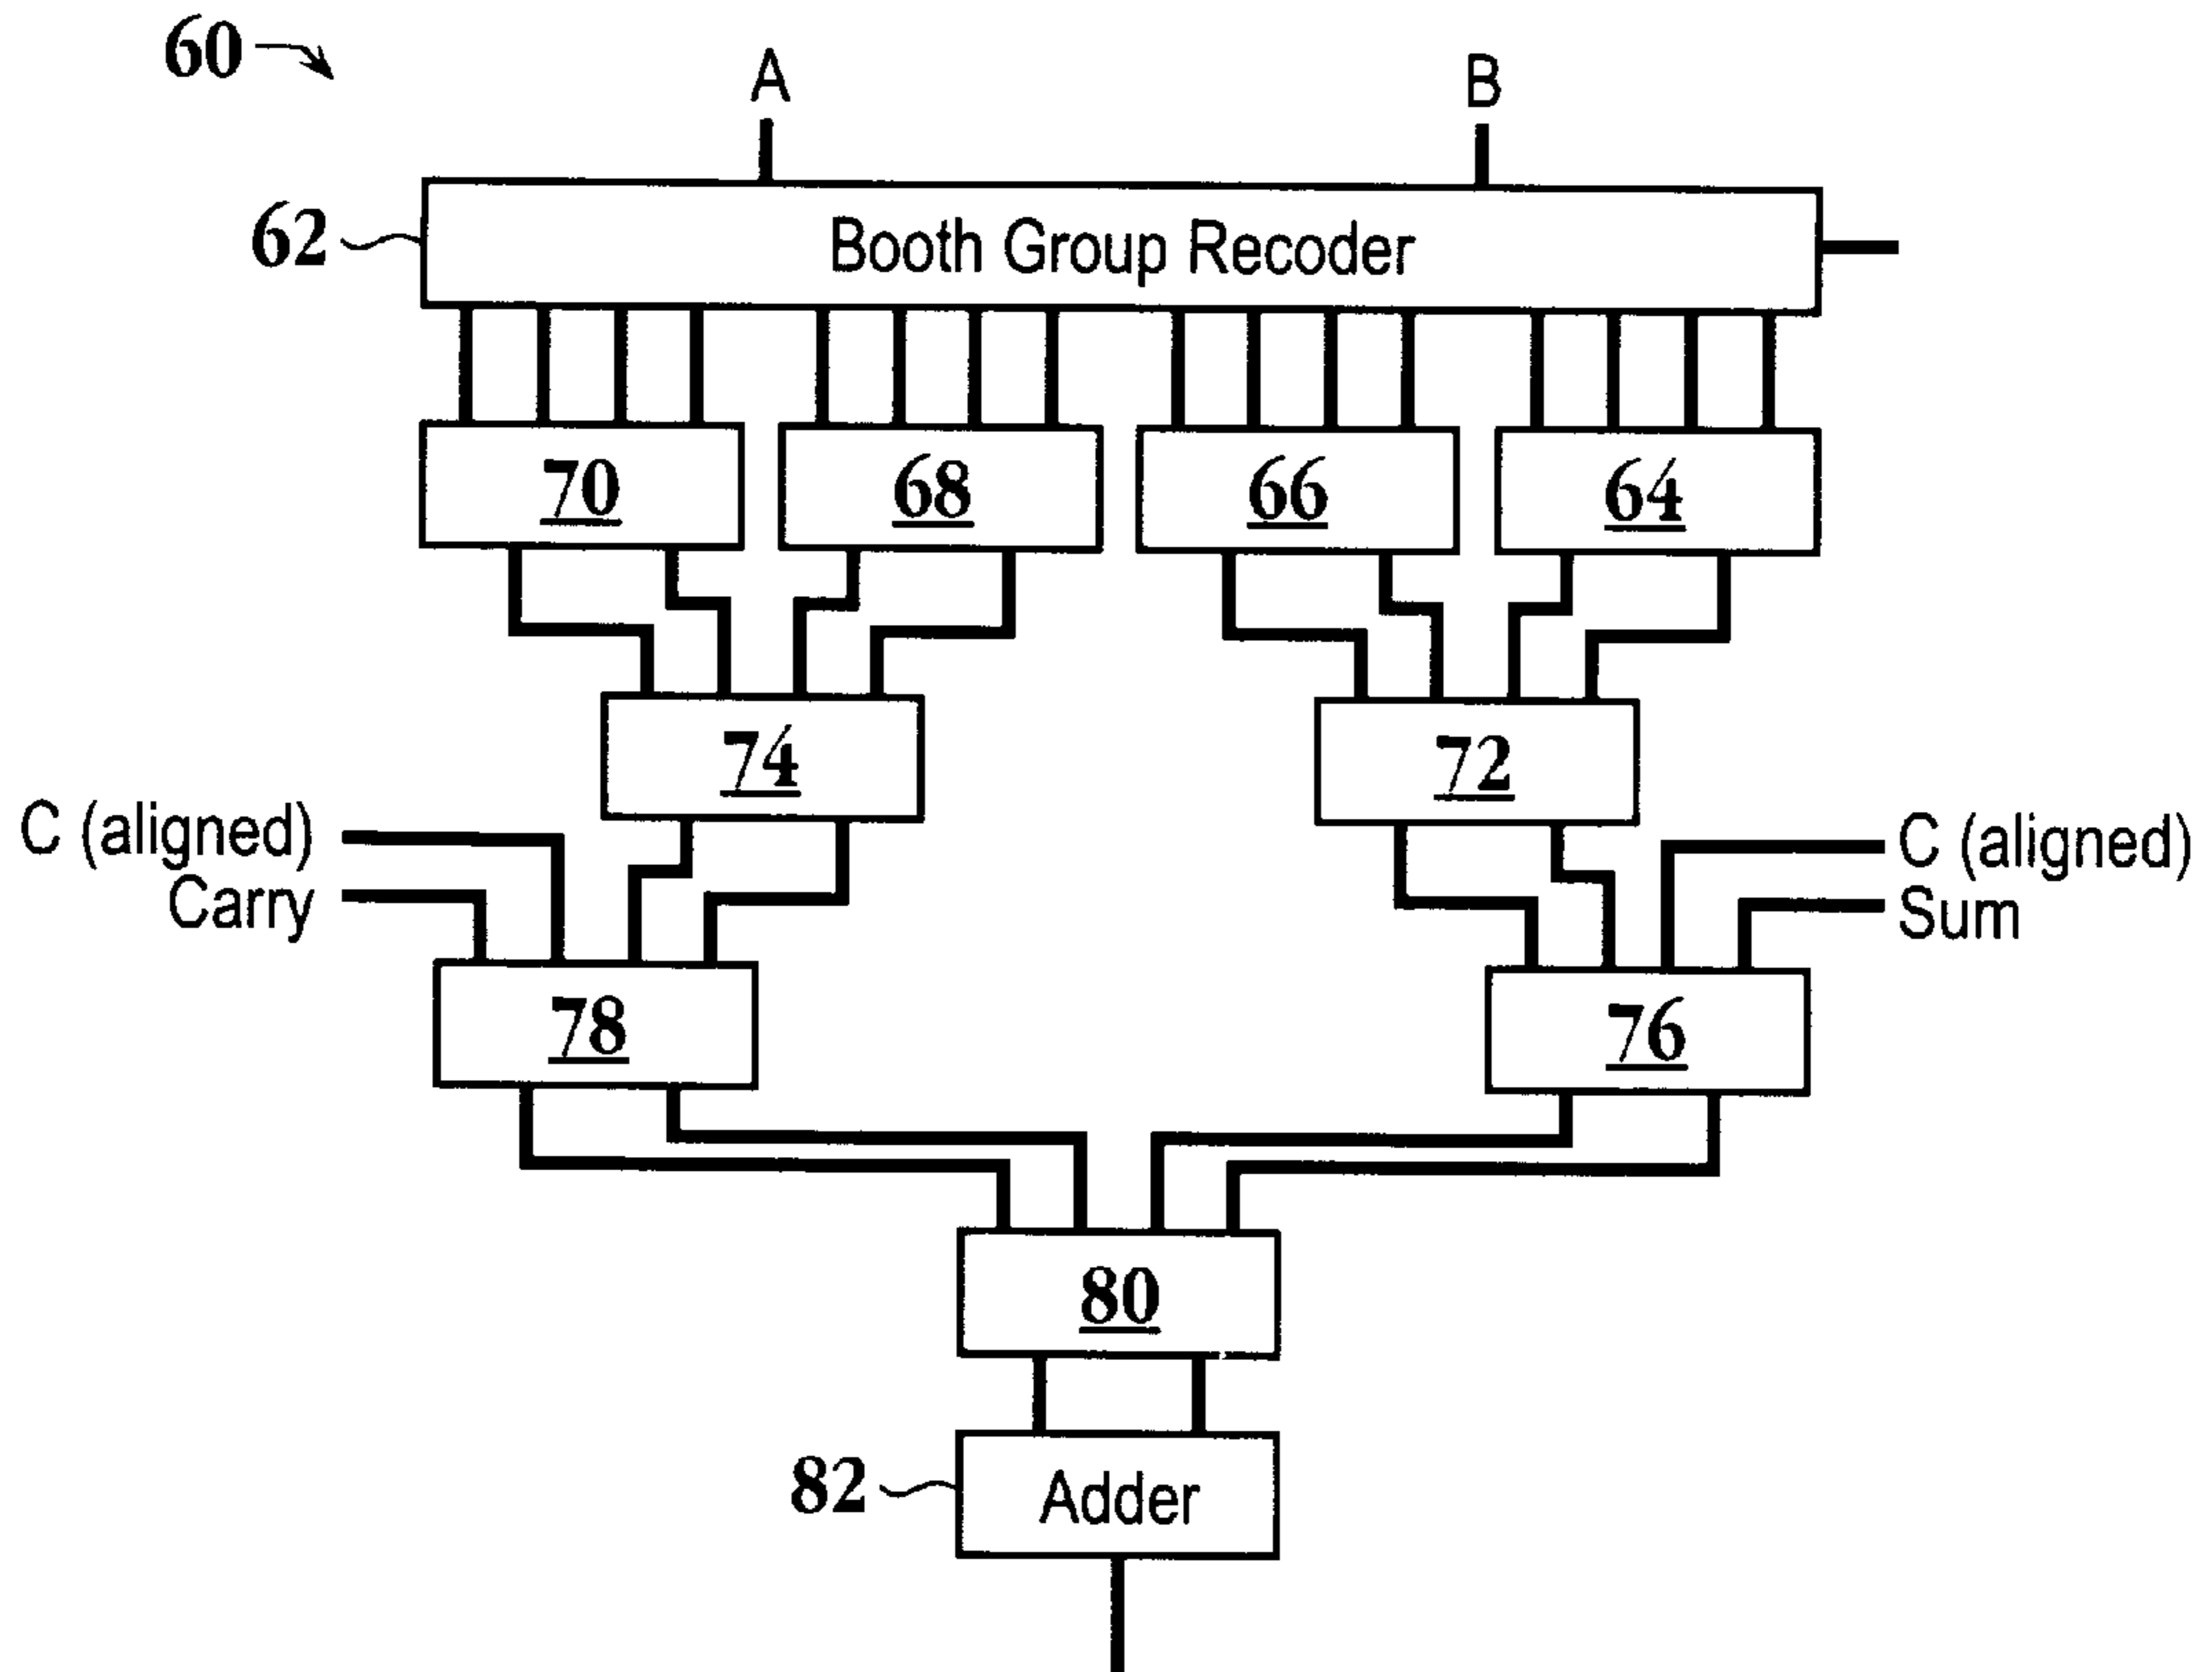 60
A
B
62
Booth Group Recoder
70
68
66
64
74
72
C (aligned)
Carry
C (aligned)
Sum
78
76
80
82
Adder